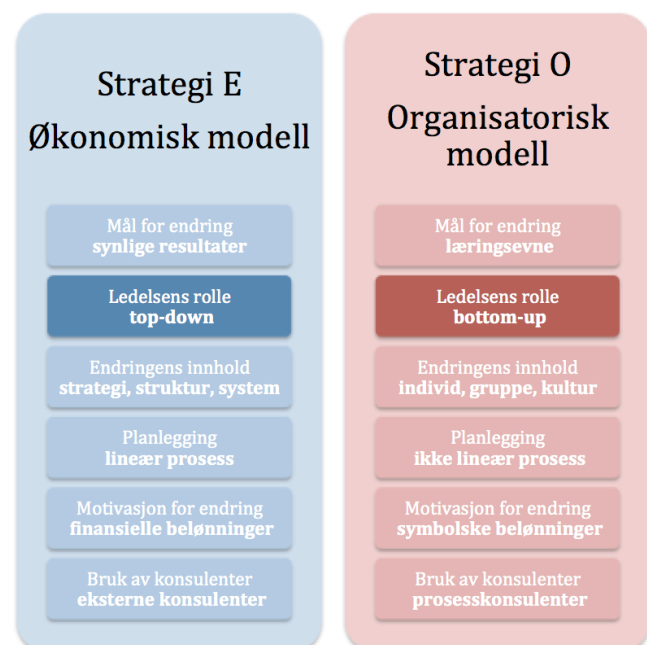 Strategi E
Økonomisk modell
Mål for endring
synlige resultater
Ledelsens rolle
top-down
Endringens innhold
strategi, struktur, system
Planlegging
lineær prosess
Motivasjon for endring
finansielle belønninger
Bruk av konsulenter
eksterne konsulenter
Strategi O
Organisatorisk
modell
Mål for endring
læringsevne
Ledelsens rolle
bottom-up
Endringens innhold
individ, gruppe, kultur
Planlegging
ikke lineær prosess
Motivasjon for endring
symbolske belønninger
Bruk av konsulenter
prosesskonsulenter